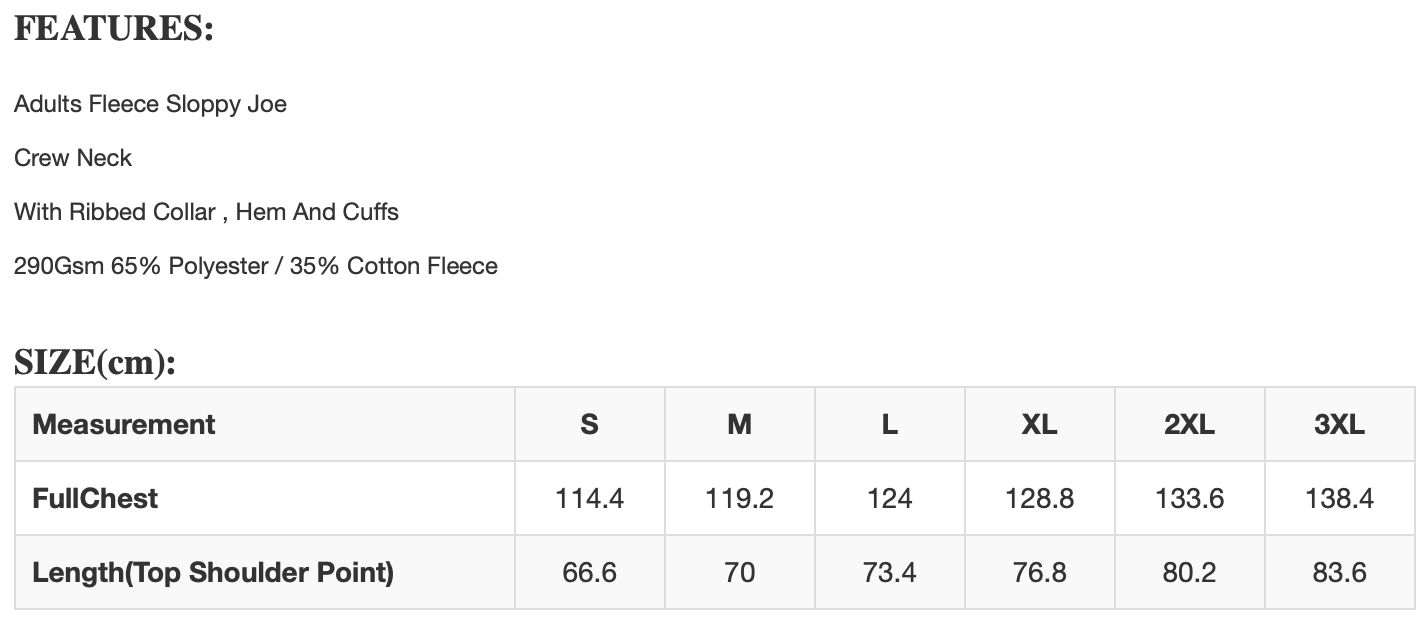 FEATURES:
Adults Fleece Sloppy Joe
Crew Neck
With Ribbed Collar , Hem And Cuffs
290Gsm 65% Polyester / 35% Cotton Fleece
SIZE(cm):
Measurement S M L XL 2XL 3XL
FullChest 114.4 119.2 124 128.8 133.6 138.4
Length(Top Shoulder Point) 66.6 70 73.4 76.8 80.2 83.6